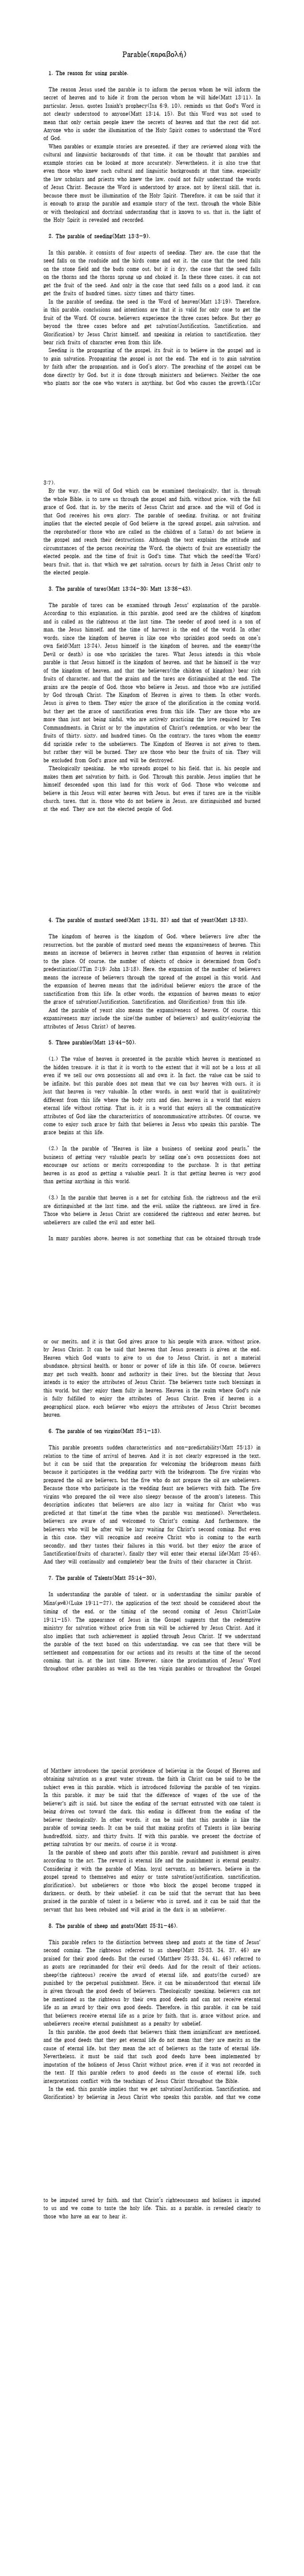 Parable(παραβολή)
1. The reason for using parable.
The reason Jesus used the parable is to inform the person whom he will inform the
secret of heaven and to hide it from the person whom he will hide(Matt 13:11). In
particular, Jesus, quotes Isaiah's prophecy(Isa 6:9, 10), reminds us that God's Word is
not clearly understood to anyone(Matt 13:14, 15). But this Word was not used to
mean that only certain people knew the secrets of heaven and that the rest did not.
Anyone who is under the illumination of the Holy Spirit comes to understand the Word
of God.
When parables or example stories are presented, if they are reviewed along with the
cultural and linguistic backgrounds of that time, it can be thought that parables and
example stories can be looked at more accurately. Nevertheless, it is also true that
even those who knew such cultural and linguistic backgrounds at that time, especially
the law scholars and priests who knew the law, could not fully understand the words
of Jesus Christ. Because the Word is understood by grace, not by literal skill, that is,
because there must be illumination of the Holy Spirit. Therefore, it can be said that it
is enough to grasp the parable and example story of the text, through the whole Bible
or with theological and doctrinal understanding that is known to us, that is, the light of
the Holy Spirit is revealed and recorded.
2. The parable of seeding(Matt 13:3-9).
In this parable, it consists of four aspects of seeding. They are, the case that the
seed falls on the roadside and the birds come and eat it, the case that the seed falls
on the stone field and the buds come out, but it is dry, the case that the seed falls
on the thorns and the thorns sprung up and choked it. In these three cases, it can not
get the fruit of the seed. And only in the case that seed falls on a good land, it can
get the fruits of hundred times, sixty times and thirty times.
In the parable of seeding, the seed is the Word of heaven(Matt 13:19). Therefore,
in this parable, conclusions and intentions are that it is valid for only case to get the
fruit of the Word. Of course, believers experience the three cases before. But they go
beyond the three cases before and get salvation(Justification, Sanctification, and
Glorification) by Jesus Christ himself, and speaking in relation to sanctification, they
bear rich fruits of character even from this life.
Seeding is the propagating of the gospel, its fruit is to believe in the gospel and is
to gain salvation. Propagating the gospel is not the end. The end is to gain salvation
by faith after the propagation, and is God's glory. The preaching of the gospel can be
done directly by God, but it is done through ministers and believers. Neither the one
who plants nor the one who waters is anything, but God who causes the growth.(1Cor
3:7).
By the way, the will of God which can be examined theologically, that is, through
the whole Bible, is to save us through the gospel and faith, without price, with the full
grace of God, that is, by the merits of Jesus Christ and grace, and the will of God is
that God receives his own glory. The parable of seeding, fruiting, or not fruiting
implies that the elected people of God believe in the spread gospel, gain salvation, and
the reprobated(or those who are called as the children of a Satan) do not believe in
the gospel and reach their destructions. Although the text explains the attitude and
circumstances of the person receiving the Word, the objects of fruit are essentially the
elected people, and the time of fruit is God's time. That which the seed(the Word)
bears fruit, that is, that which we get salvation, occurs by faith in Jesus Christ only to
the elected people.
3. The parable of tares(Matt 13:24-30; Matt 13:36-43).
The parable of tares can be examined through Jesus' explanation of the parable.
According to this explanation, in this parable, good seed are the children of kingdom
and is called as the righteous at the last time. The seeder of good seed is a son of
man, the Jesus himself, and the time of harvest is the end of the world. In other
words, since the kingdom of heaven is like one who sprinkles good seeds on one's
own field(Matt 13:24), Jesus himself is the kingdom of heaven, and the enemy(the
Devil or death) is one who sprinkles the tares. What Jesus intends in this whole
parable is that Jesus himself is the kingdom of heaven, and that he himself is the way
of the kingdom of heaven, and that the believers(the children of kingdom) bear rich
fruits of character, and that the grains and the tares are distinguished at the end. The
grains are the people of God, those who believe in Jesus, and those who are justified
by God through Christ. The Kingdom of Heaven is given to them. In other words,
Jesus is given to them. They enjoy the grace of the glorification in the coming world,
but they get the grace of sanctification even from this life. They are those who are
more than just not being sinful, who are actively practicing the love required by Ten
Commandments, in Christ or by the imputation of Christ's redemption, or who bear the
fruits of thirty, sixty, and hundred times. On the contrary, the tares, whom the enemy
did sprinkle refer to the unbelievers. The Kingdom of Heaven is not given to them,
but rather they will be burned. They are those who bear the fruits of sin. They will
be excluded from God's grace and will be destroyed.
Theologically speaking, he who spreads gospel to his field, that is, his people and
makes them get salvation by faith, is God. Through this parable, Jesus implies that he
himself descended upon this land for this work of God. Those who welcome and
believe in this Jesus will enter heaven with Jesus, but even if tares are in the visible
church, tares, that is, those who do not believe in Jesus, are distinguished and burned
at the end. They are not the elected people of God.
4. The parable of mustard seed(Matt 13:31, 32) and that of yeast(Matt 13:33).
The kingdom of heaven is the kingdom of God, where believers live after the
resurrection, but the parable of mustard seed means the expansiveness of heaven. This
means an increase of believers in heaven rather than expansion of heaven in relation
to the place. Of course, the number of objects of choice is determined from God's
predestination(2Tim 2:19; John 13:18). Here, the expansion of the number of believers
means the increase of believers through the spread of the gospel in this world. And
the expansion of heaven means that the individual believer enjoys the grace of the
sanctification from this life. In other words, the expansion of heaven means to enjoy
the grace of salvation(Justification, Sanctification, and Glorification) from this life.
And the parable of yeast also means the expansiveness of heaven. Of course, this
expansiveness may include the size(the number of believers) and quality(enjoying the
attributes of Jesus Christ) of heaven.
5. Three parables(Matt 13:44-50).
(1.) The value of heaven is presented in the parable which heaven is mentioned as
the hidden treasure, it is that it is worth to the extent that it will not be a loss at all
even if we sell our own possessions all and own it. In fact, the value can be said to
be infinite, but this parable does not mean that we can buy heaven with ours, it is
just that heaven is very valuable. In other words, in next world that is qualitatively
different from this life where the body rots and dies, heaven is a world that enjoys
eternal life without rotting. That is, it is a world that enjoys all the communicative
attributes of God like the characteristics of noncommunicative attributes. Of course, we
come to enjoy such grace by faith that believes in Jesus who speaks this parable. The
grace begins at this life.
(2.) In the parable of "Heaven is like a business of seeking good pearls," the
business of getting very valuable pearls by selling one's own possessions does not
encourage our actions or merits corresponding to the purchase. It is that getting
heaven is as good as getting a valuable pearl. It is that getting heaven is very good
than getting anything in this world.
(3.) In the parable that heaven is a net for catching fish, the righteous and the evil
are distinguished at the last time, and the evil, unlike the righteous, are lived in fire.
Those who believe in Jesus Christ are considered the righteous and enter heaven, but
unbelievers are called the evil and enter hell.
In many parables above, heaven is not something that can be obtained through trade
or our merits, and it is that God gives grace to his people with grace, without price,
by Jesus Christ. It can be said that heaven that Jesus presents is given at the end.
Heaven which God wants to give to us due to Jesus Christ, is not a material
abundance, physical health, or honor or power of life in this life. Of course, believers
may get such wealth, honor and authority in their lives, but the blessing that Jesus
intends is to enjoy the attributes of Jesus Christ. The believers taste such blessings in
this world, but they enjoy them fully in heaven. Heaven is the realm where God's rule
is fully fulfilled to enjoy the attributes of Jesus Christ. Even if heaven is a
geographical place, each believer who enjoys the attributes of Jesus Christ becomes
heaven.
6. The parable of ten virgins(Matt 25:1-13).
This parable presents sudden characteristics and non-predictability(Matt 25:13) in
relation to the time of arrival of heaven. And it is not clearly expressed in the text,
but it can be said that the preparation for welcoming the bridegroom means faith
because it participates in the wedding party with the bridegroom. The five virgins who
prepared the oil are believers, but the five who do not prepare the oil are unbelievers.
Because those who participate in the wedding feast are believers with faith. The five
virgins who prepared the oil were also sleepy because of the groom's lateness. This
description indicates that believers are also lazy in waiting for Christ who was
predicted at that time(at the time when the parable was mentioned). Nevertheless,
believers are aware of and welcomed to Christ's coming. And furthermore, the
believers who will be after will be lazy waiting for Christ's second coming. But even
in this case, they will recognize and receive Christ who is coming to the earth
secondly, and they tastes their failures in this world, but they enjoy the grace of
Sanctification(fruits of character), finally they will enter their eternal life(Matt 25:46).
And they will continually and completely bear the fruits of their character in Christ.
7. The parable of Talents(Matt 25:14-30).
In understanding the parable of talent, or in understanding the similar parable of
Mina(μνᾶ)(Luke 19:11-27), the application of the text should be considered about the
timing of the end, or the timing of the second coming of Jesus Christ(Luke
19:11-15). The appearance of Jesus in the Gospel suggests that the redemptive
ministry for salvation without price from sin will be achieved by Jesus Christ. And it
also implies that such achievement is applied through Jesus Christ. If we understand
the parable of the text based on this understanding, we can see that there will be
settlement and compensation for our actions and its results at the time of the second
coming, that is, at the last time. However, since the proclamation of Jesus' Word
throughout other parables as well as the ten virgin parables or throughout the Gospel
of Matthew introduces the special providence of believing in the Gospel of Heaven and
obtaining salvation as a great water stream, the faith in Christ can be said to be the
subject even in this parable, which is introduced following the parable of ten virgins.
In this parable, it may be said that the difference of wages of the use of the
believer's gift is said, but since the ending of the servant entrusted with one talent is
being driven out toward the dark, this ending is different from the ending of the
believer theologically. In other words, it can be said that this parable is like the
parable of sowing seeds. It can be said that making profits of Talents is like bearing
hundredfold, sixty, and thirty fruits. If with this parable, we present the doctrine of
getting salvation by our merits, of course it is wrong.
In the parable of sheep and goats after this parable, reward and punishment is given
according to the act. The reward is eternal life and the punishment is eternal penalty.
Considering it with the parable of Mina, loyal servants, as believers, believe in the
gospel spread to themselves and enjoy or taste salvation(justification, sanctification,
glorification), but unbelievers or those who block the gospel become trapped in
darkness, or death, by their unbelief. it can be said that the servant that has been
praised in the parable of talent is a believer who is saved, and it can be said that the
servant that has been rebuked and will grind in the dark is an unbeliever.
8. The parable of sheep and goats(Matt 25:31-46).
This parable refers to the distinction between sheep and goats at the time of Jesus'
second coming. The righteous referred to as sheep(Matt 25:33, 34, 37, 46) are
praised for their good deeds. But the cursed (Matthew 25:33, 34, 41, 46) referred to
as goats are reprimanded for their evil deeds. And for the result of their actions,
sheep(the righteous) receive the award of eternal life, and goats(the cursed) are
punished by the perpetual punishment. Here, it can be misunderstood that eternal life
is given through the good deeds of believers. Theologically speaking, believers can not
be mentioned as the righteous by their own good deeds and can not receive eternal
life as an award by their own good deeds. Therefore, in this parable, it can be said
that believers receive eternal life as a prize by faith, that is, grace without price, and
unbelievers receive eternal punishment as a penalty by unbelief.
In this parable, the good deeds that believers think them insignificant are mentioned,
and the good deeds that they get eternal life do not mean that they are merits as the
cause of eternal life, but they mean the act of believers as the taste of eternal life.
Nevertheless, it must be said that such good deeds have been implemented by
imputation of the holiness of Jesus Christ without price, even if it was not recorded in
the text. If this parable refers to good deeds as the cause of eternal life, such
interpretations conflict with the teachings of Jesus Christ throughout the Bible.
In the end, this parable implies that we get salvation(Justification, Sanctification, and
Glorification) by believing in Jesus Christ who speaks this parable, and that we come
to be imputed saved by faith, and that Christ's righteousness and holiness is imputed
to us and we come to taste the holy life. This, as a parable, is revealed clearly to
those who have an ear to hear it.